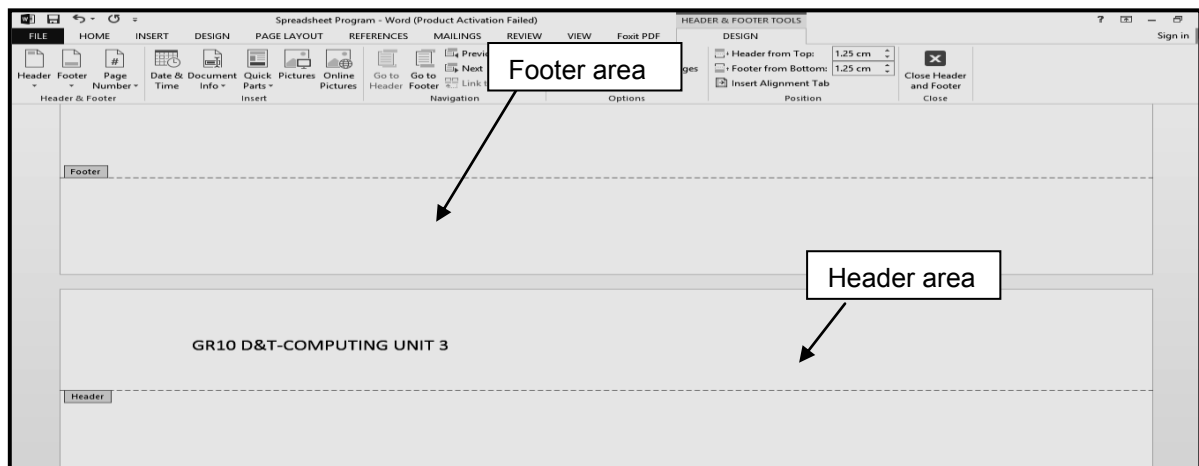 Spreadsheet Program - Word (Product Activation Failed)
HEADER & FOOTER TOOLS
?
FILE HOME INSERT DESIGN PAGE LAYOUT REFERENCES MAILINGS REVIEW VIEW Foxit PDF DESIGN Sign in
Header Footer Page Number
Header & Footer
Date & Time Document Info Quick Parts Pictures Online Pictures
Insert
Go to Header Go to Footer Next Link
Navigation
Options
Header from Top: 1.25 cm
Footer from Bottom: 1.25 cm
Insert Alignment Tab
Position
Close Header and Footer
Close
Footer area
Footer
Header area
GR10 D&T-COMPUTING UNIT 3
Header